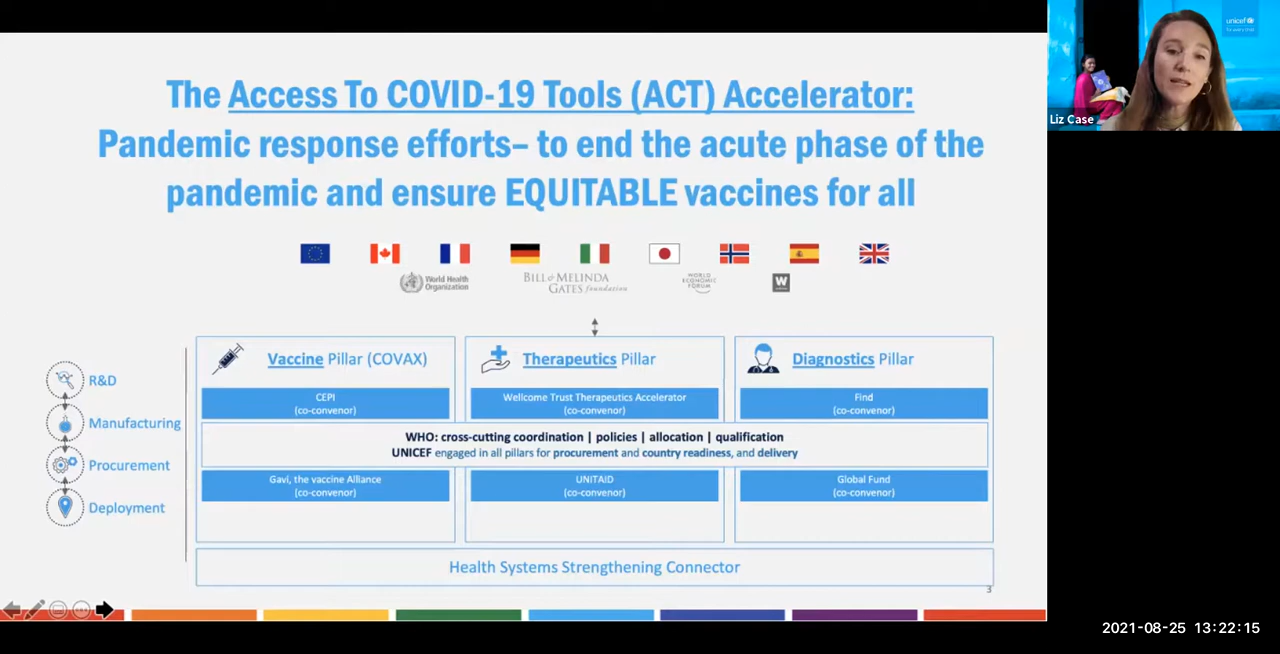 The Access To COVID-19 Tools (ACT) Accelerator:
Pandemic response efforts– to end the acute phase of the
pandemic and ensure EQUITABLE vaccines for all
World Health
Organization
BILL & MELINDA
GATES foundation
WORLD
ECONOMIC
FORUM
W
R&D
Manufacturing
Procurement
Deployment
Vaccine Pillar (COVAX)
Therapeutics Pillar
Diagnostics Pillar
CEPI
(co-convenor)
Wellcome Trust Therapeutics Accelerator
(co-convenor)
Find
(co-convenor)
WHO: cross-cutting coordination | policies | allocation | qualification
UNICEF engaged in all pillars for procurement and country readiness, and delivery
Gavi, the vaccine Alliance
(co-convenor)
UNITAID
(co-convenor)
Global Fund
(co-convenor)
Health Systems Strengthening Connector
3
unicef
Liz Case
2021-08-25 13:22:15